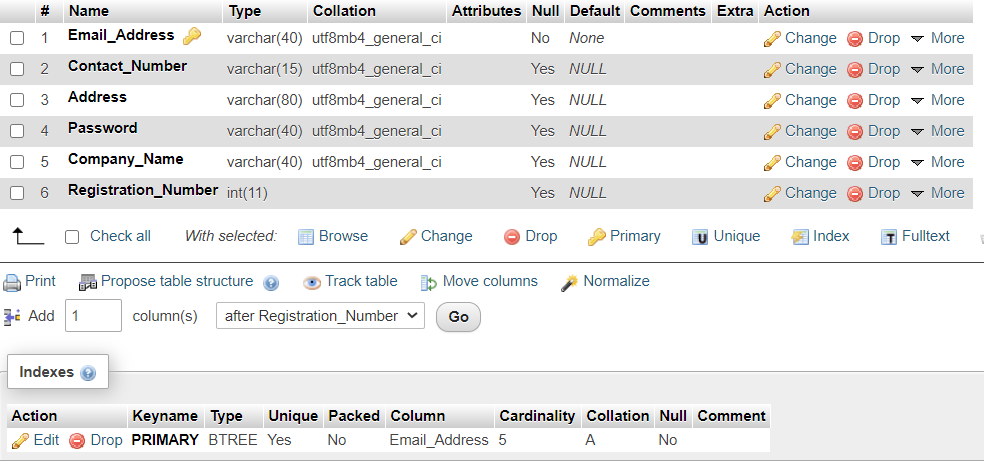 # Name Type Collation Attributes Null Default Comments Extra Action
1 Email_Address varchar(40) utf8mb4_general_ci No None Change Drop More
2 Contact_Number varchar(15) utf8mb4_general_ci Yes NULL Change Drop More
3 Address varchar(80) utf8mb4_general_ci Yes NULL Change Drop More
4 Password varchar(40) utf8mb4_general_ci Yes NULL Change Drop More
5 Company_Name varchar(40) utf8mb4_general_ci Yes NULL Change Drop More
6 Registration_Number int(11) Yes NULL Change Drop More
Check all With selected: Browse Change Drop Primary U Unique Index T Fulltext
Print Propose table structure ? Track table Move columns Normalize
Add 1 column(s) after Registration_Number Go
Indexes ?
Action Keyname Type Unique Packed Column Cardinality Collation Null Comment
Edit Drop PRIMARY BTREE Yes No Email_Address 5 A No